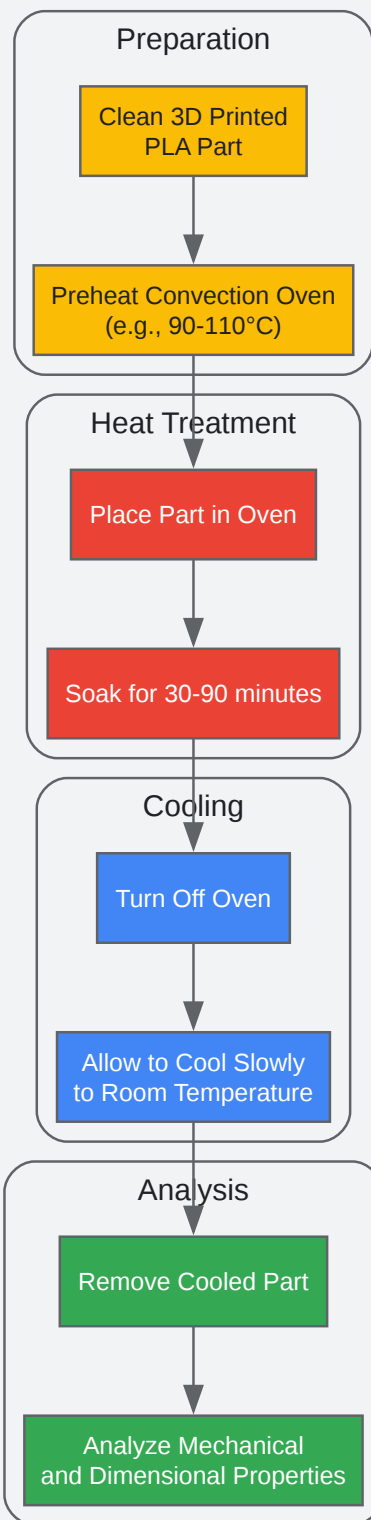 Preparation
Clean 3D Printed
PLA Part
Preheat Convection Oven
(e.g., 90-110°C)
Heat Treatment
Place Part in Oven
Soak for 30-90 minutes
Cooling
Turn Off Oven
Allow to Cool Slowly
to Room Temperature
Analysis
Remove Cooled Part
Analyze Mechanical
and Dimensional Properties